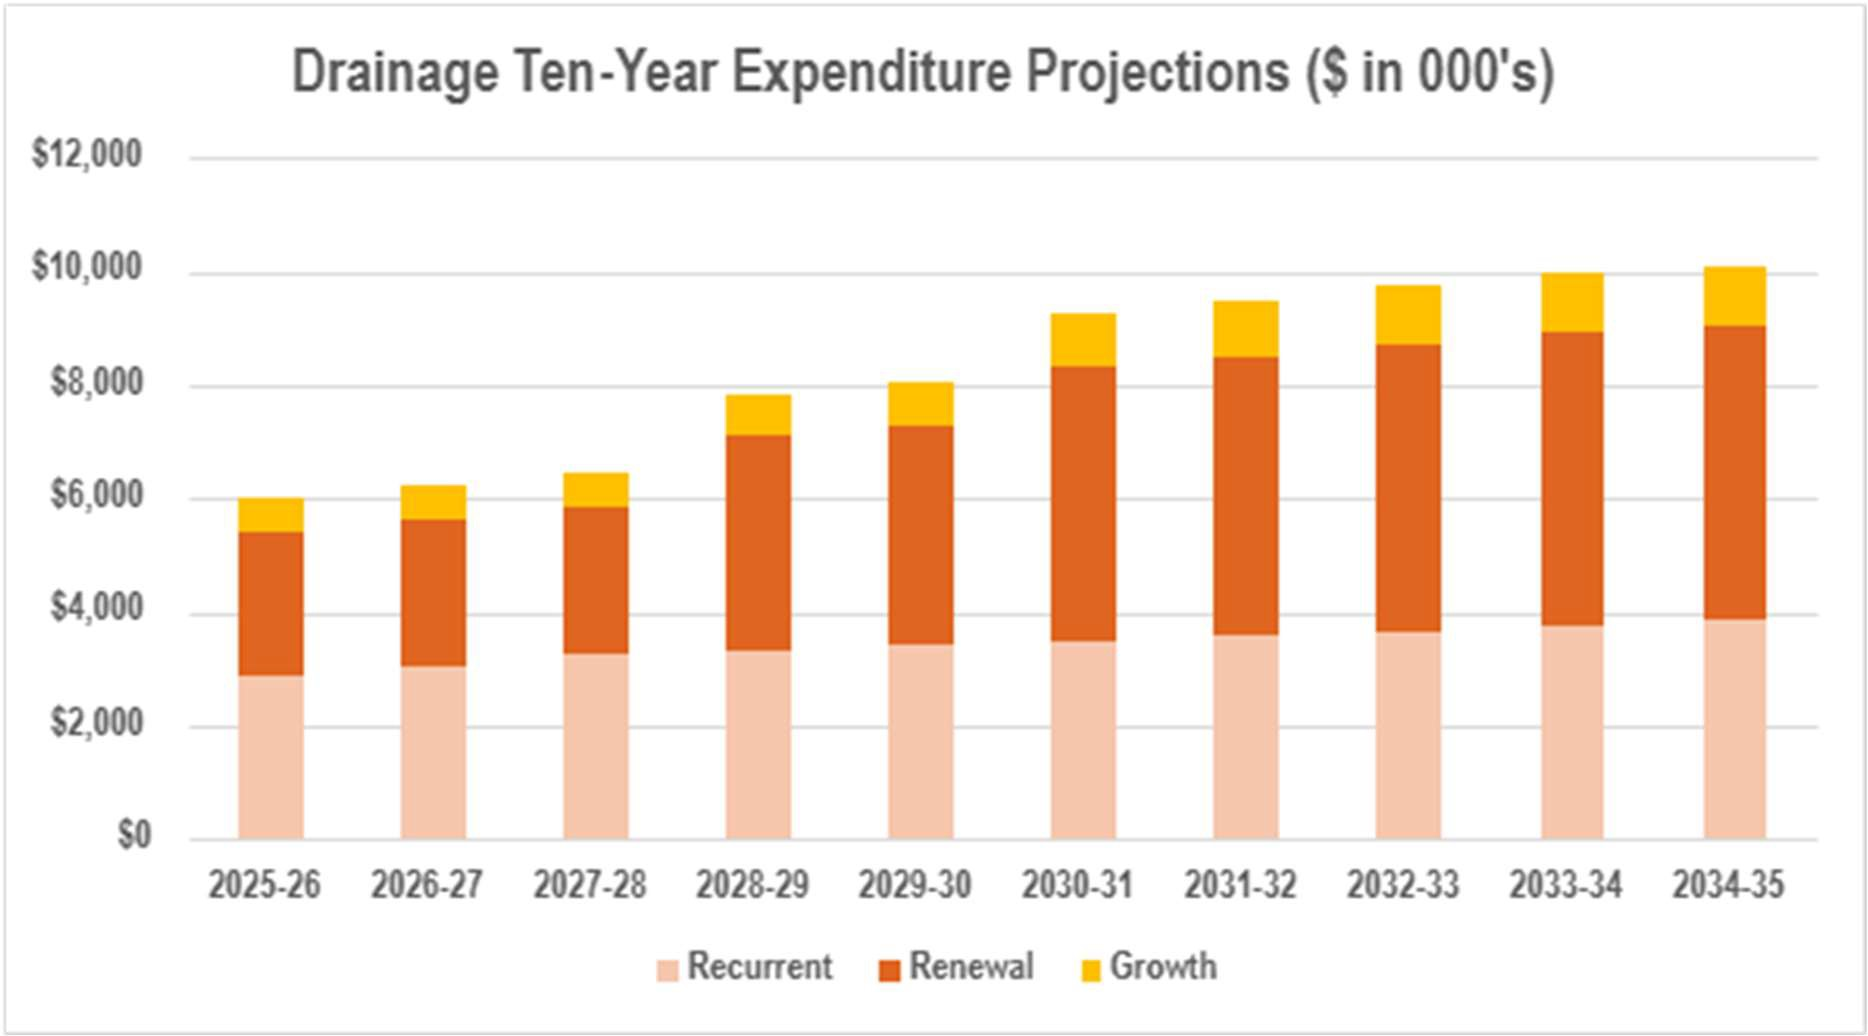 Drainage Ten-Year Expenditure Projections ($ in 000's)
$12,000
$10,000
$8,000
$6,000
$4,000
$2,000
$0
2025-26 2026-27 2027-28 2028-29 2029-30 2030-31 2031-32 2032-33 2033-34 2034-35
Recurrent Renewal Growth